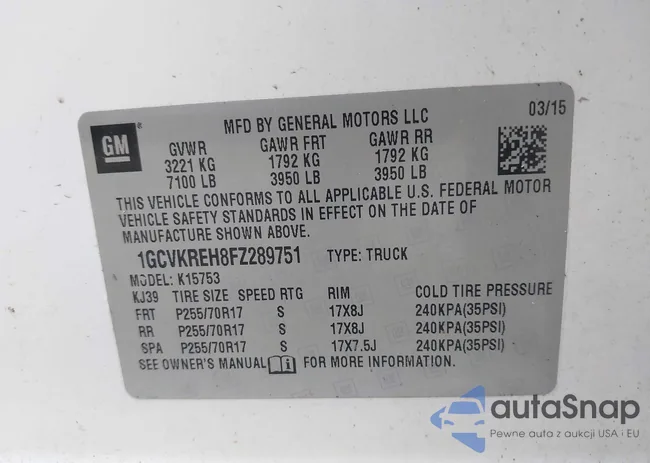 GM
MFD BY GENERAL MOTORS LLC
03/15
GVWR GAWR FRT GAWR RR
3221 KG 1792 KG 1792 KG
7100 LB 3950 LB 3950 LB
THIS VEHICLE CONFORMS TO ALL APPLICABLE U.S. FEDERAL MOTOR
VEHICLE SAFETY STANDARDS IN EFFECT ON THE DATE OF
MANUFACTURE SHOWN ABOVE.
1GCVKREH8FZ289751 TYPE: TRUCK
MODEL: K15753
KJ39 TIRE SIZE SPEED RTG RIM COLD TIRE PRESSURE
FRT P255/70R17 S 17X8J 240KPA(35PSI)
RR P255/70R17 S 17X8J 240KPA(35PSI)
SPA P255/70R17 S 17X7.5J 240KPA(35PSI)
SEE OWNER'S MANUAL FOR MORE INFORMATION.
autaSnap
Pewne auta z aukcji USA i EU